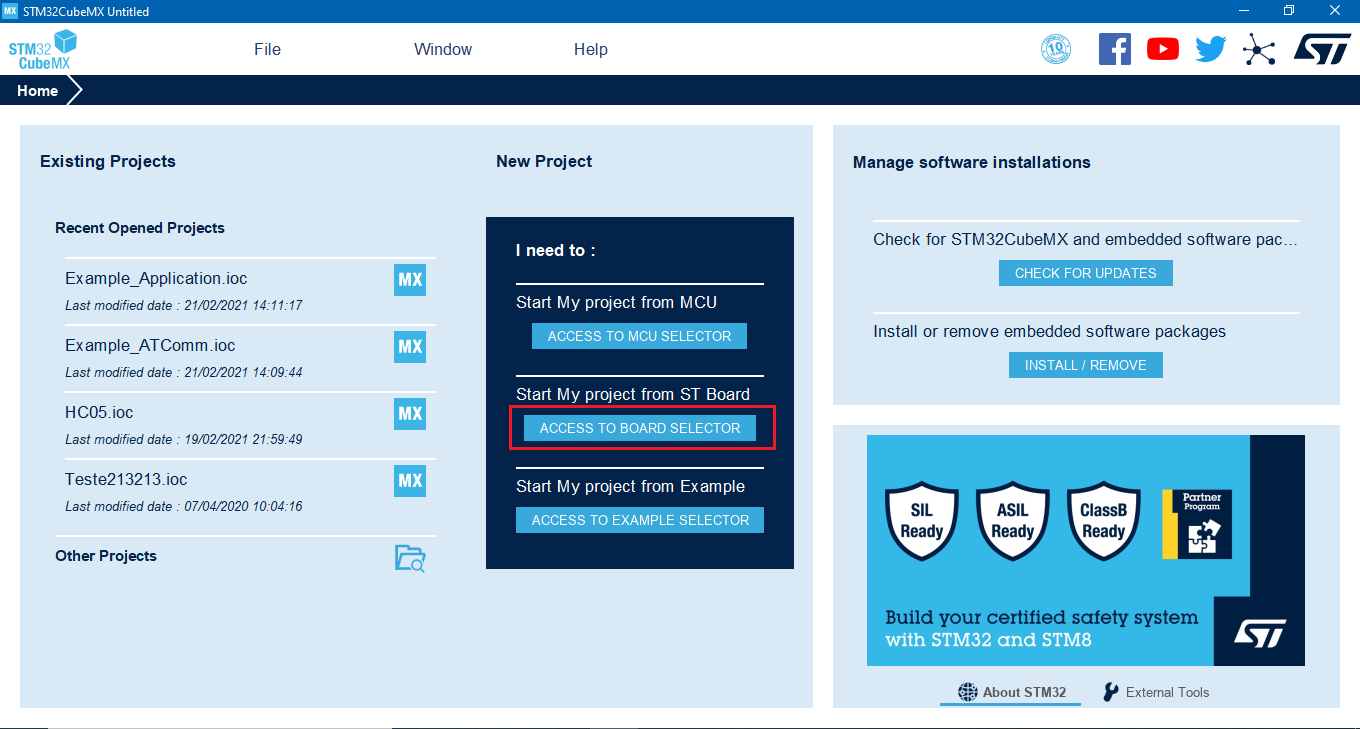 MX STM32CubeMX Untitled
STM32
CubeMX
File
Window
Help
10
Home
Existing Projects
Recent Opened Projects
Example_Application.ioc
MX
Last modified date : 21/02/2021 14:11:17
Example_ATComm.ioc
MX
Last modified date : 21/02/2021 14:09:44
HC05.ioc
MX
Last modified date : 19/02/2021 21:59:49
Teste213213.ioc
MX
Last modified date : 07/04/2020 10:04:16
Other Projects
New Project
I need to :
Start My project from MCU
ACCESS TO MCU SELECTOR
Start My project from ST Board
ACCESS TO BOARD SELECTOR
Start My project from Example
ACCESS TO EXAMPLE SELECTOR
Manage software installations
Check for STM32CubeMX and embedded software pac...
CHECK FOR UPDATES
Install or remove embedded software packages
INSTALL / REMOVE
SIL
Ready
ASIL
Ready
ClassB
Ready
Partner
Program
Build your certified safety system
with STM32 and STM8
ST
About STM32
External Tools